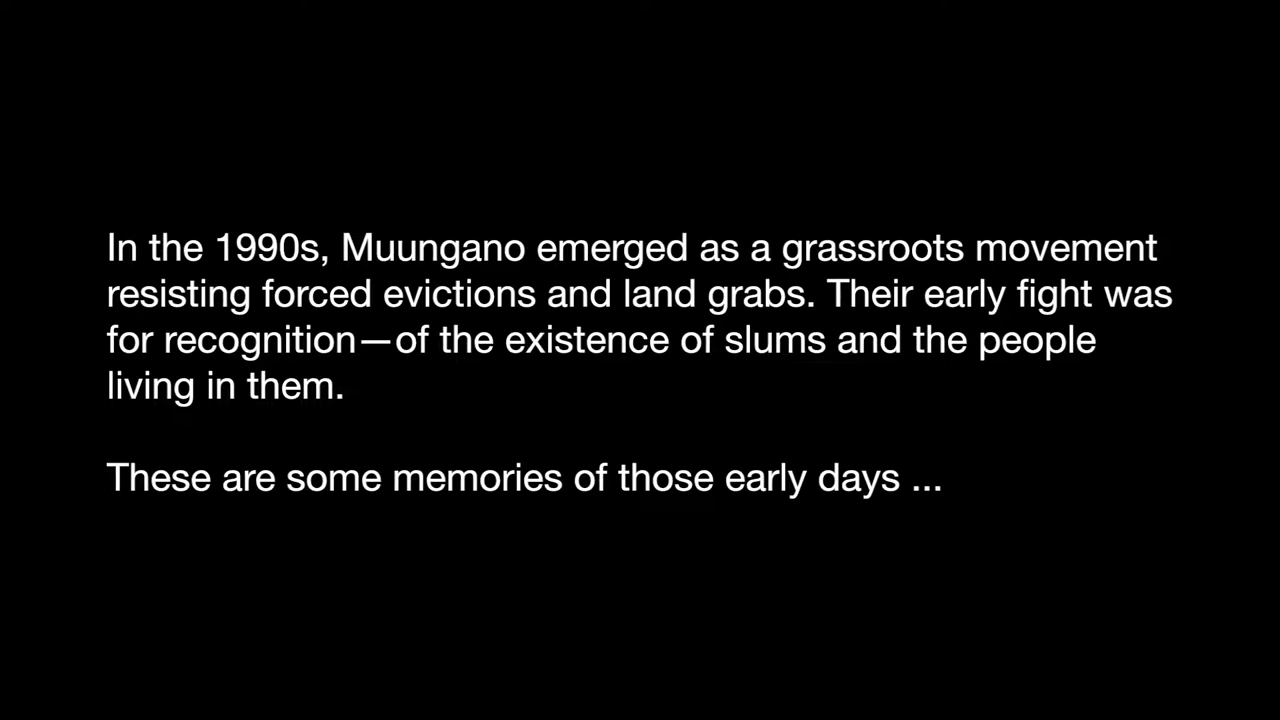 In the 1990s, Muungano emerged as a grassroots movement
resisting forced evictions and land grabs. Their early fight was
for recognition—of the existence of slums and the people
living in them.
These are some memories of those early days ...